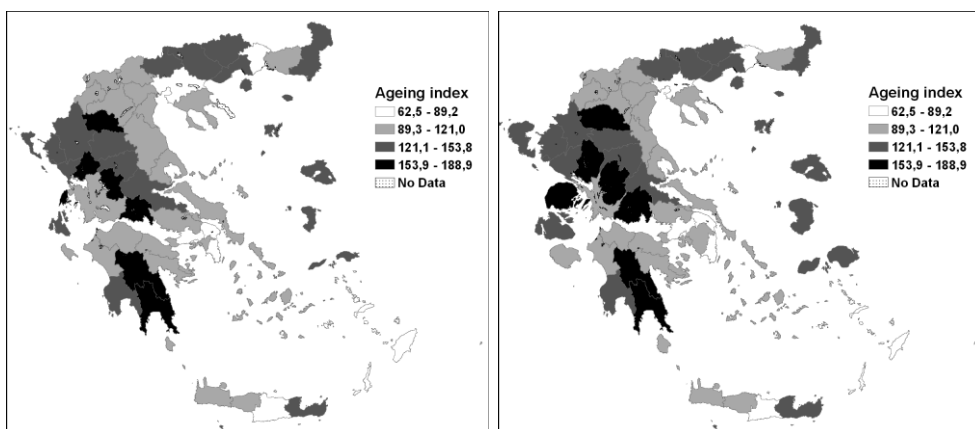 Ageing index
62,5 - 89,2
89,3 - 121,0
121,1 - 153,8
153,9 - 188,9
No Data
Ageing index
62,5 - 89,2
89,3 - 121,0
121,1 - 153,8
153,9 - 188,9
No Data